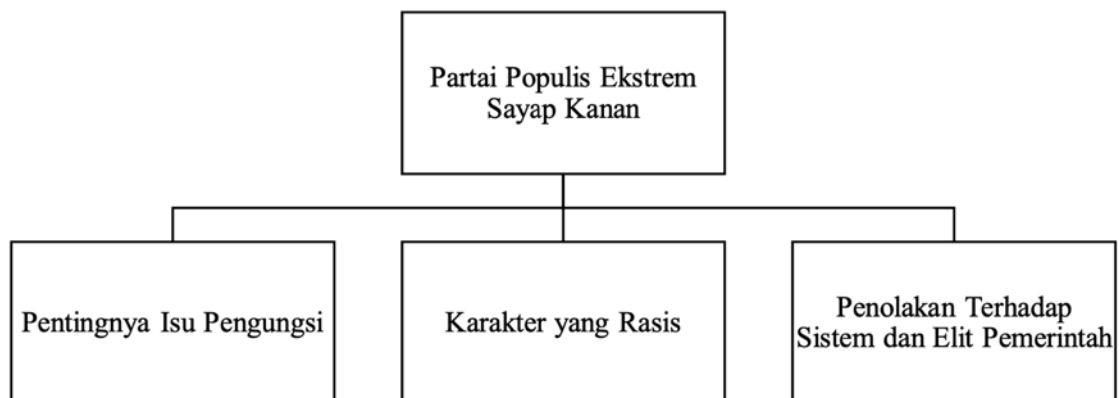 Partai Populis Ekstrem
Sayap Kanan
Pentingnya Isu Pengungsi
Karakter yang Rasis
Penolakan Terhadap
Sistem dan Elit Pemerintah